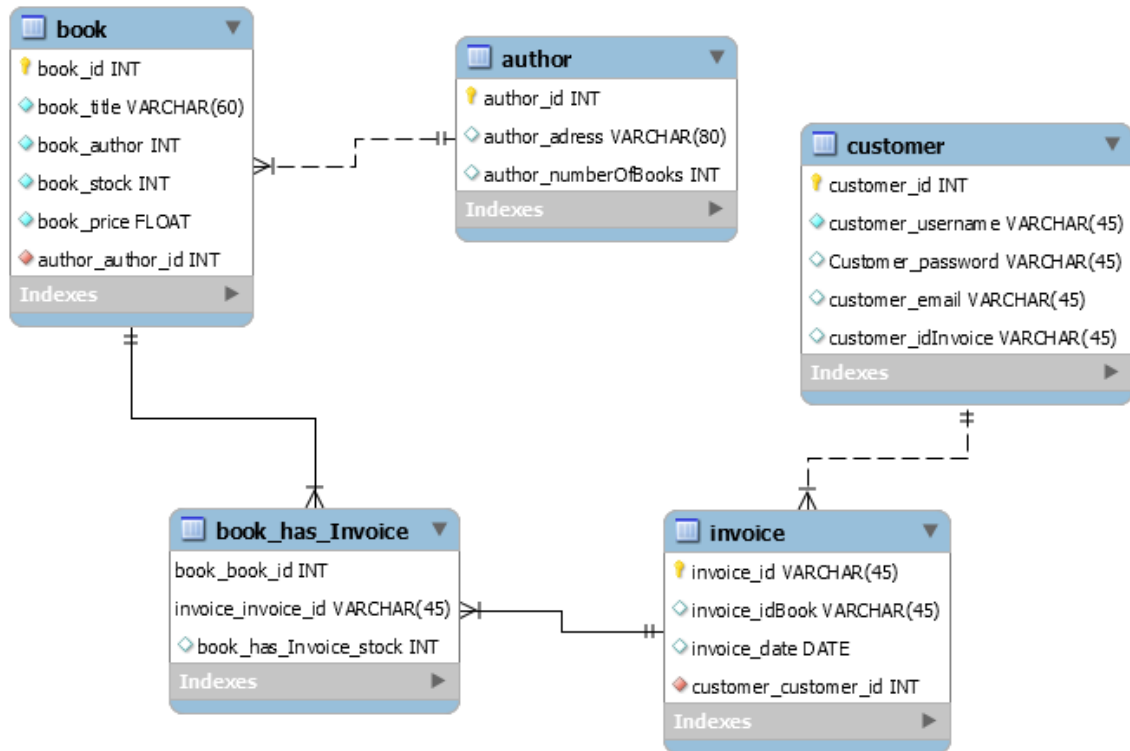 book
book_id INT
book_title VARCHAR(60)
book_author INT
book_stock INT
book_price FLOAT
author_author_id INT
Indexes
author
author_id INT
author_adress VARCHAR(80)
author_numberOfBooks INT
Indexes
customer
customer_id INT
customer_username VARCHAR(45)
Customer_password VARCHAR(45)
customer_email VARCHAR(45)
customer_idInvoice VARCHAR(45)
Indexes
book_has_Invoice
book_book_id INT
invoice_invoice_id VARCHAR(45)
book_has_Invoice_stock INT
Indexes
invoice
invoice_id VARCHAR(45)
invoice_idBook VARCHAR(45)
invoice_date DATE
customer_customer_id INT
Indexes